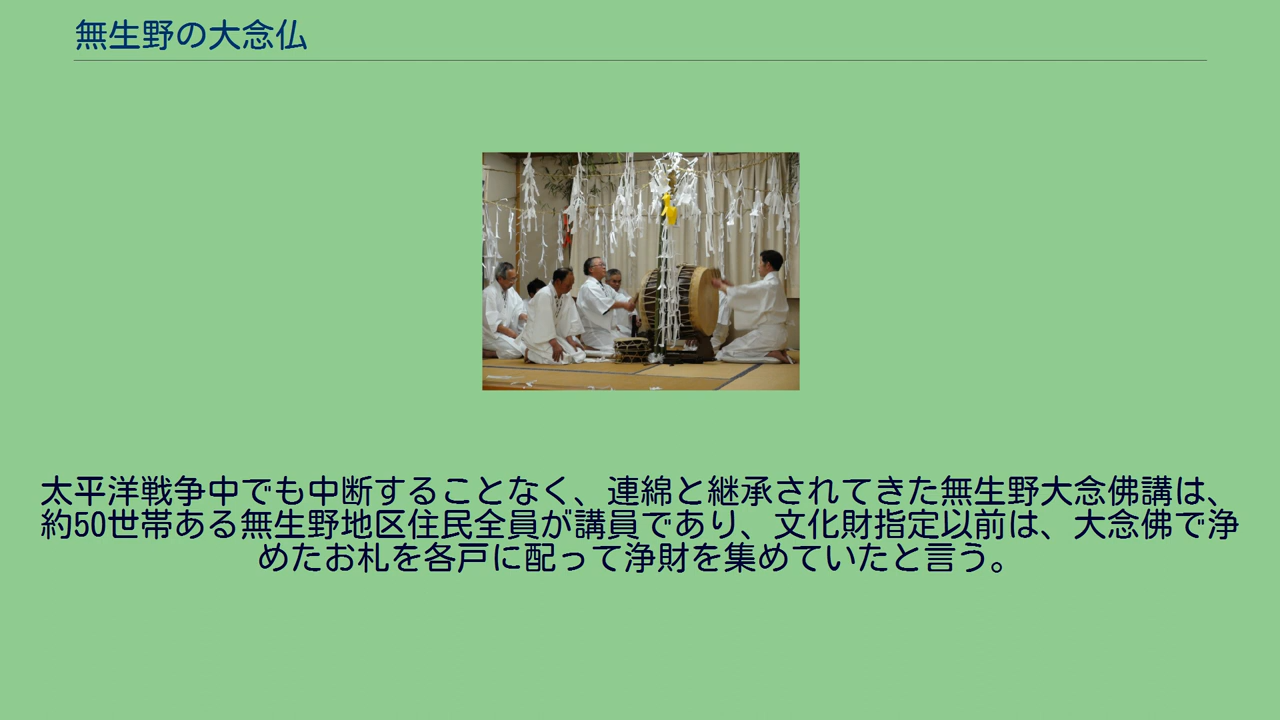 無生野の大念仏
太平洋戦争中でも中断することなく、連綿と継承されてきた無生野大念佛講は、
約50世帯ある無生野地区住民全員が講員であり、文化財指定以前は、大念佛で浄
めたお札を各戸に配って浄財を集めていたと言う。